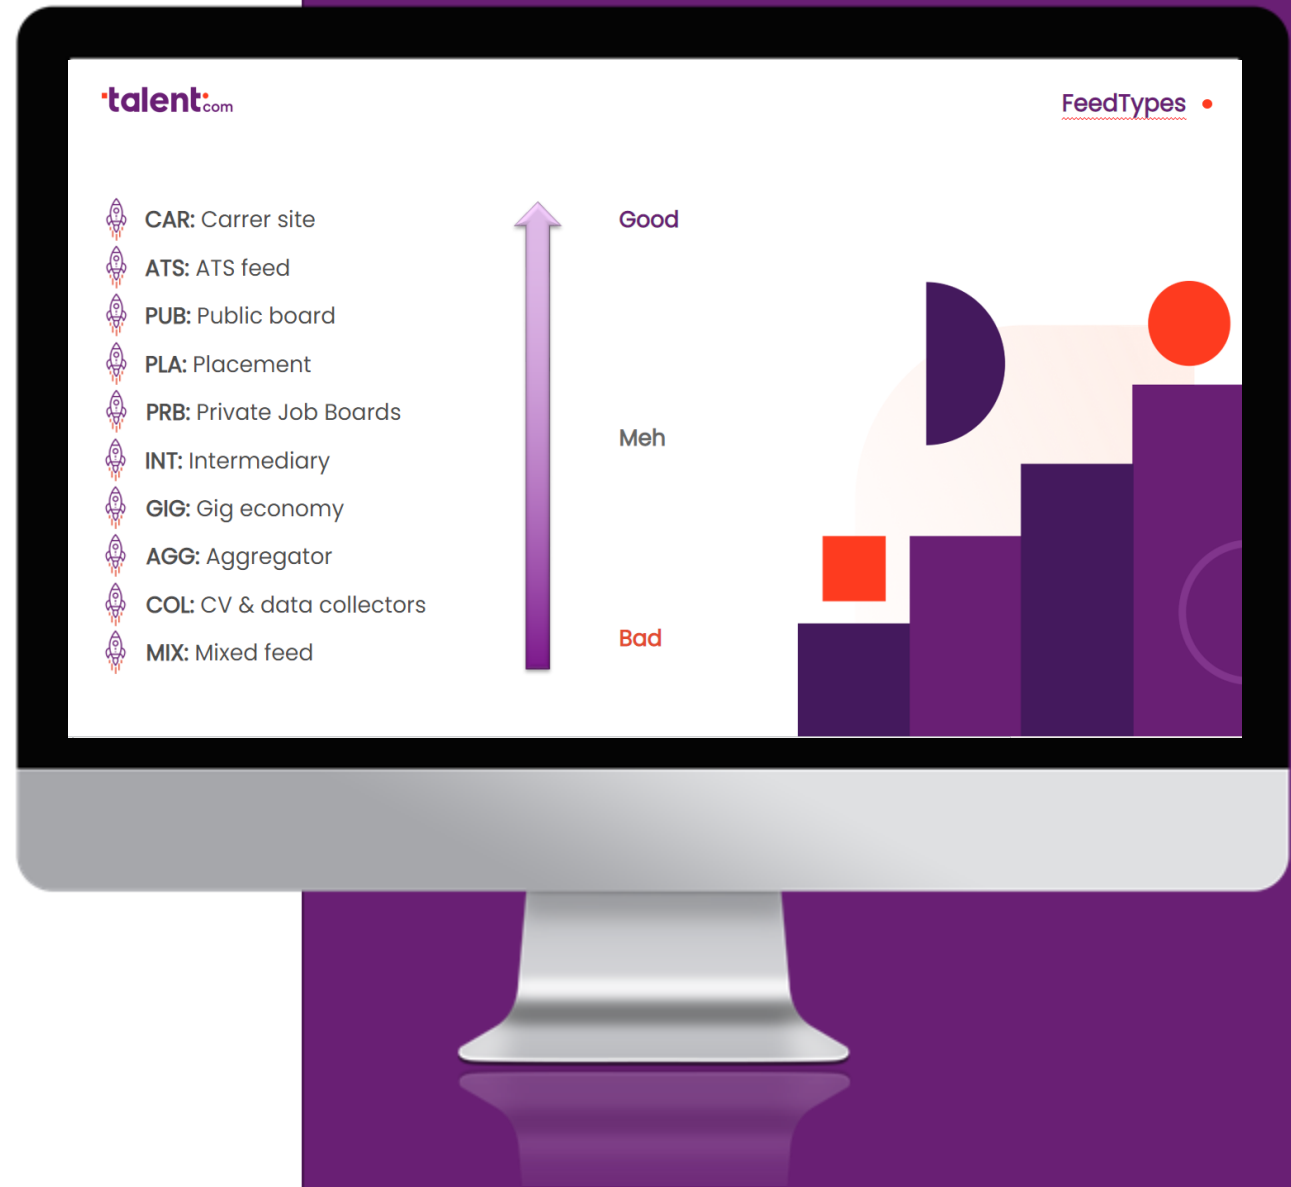 talent.com
FeedTypes
CAR: Carrer site
ATS: ATS feed
PUB: Public board
PLA: Placement
PRB: Private Job Boards
INT: Intermediary
GIG: Gig economy
AGG: Aggregator
COL: CV & data collectors
MIX: Mixed feed
Good
Meh
Bad